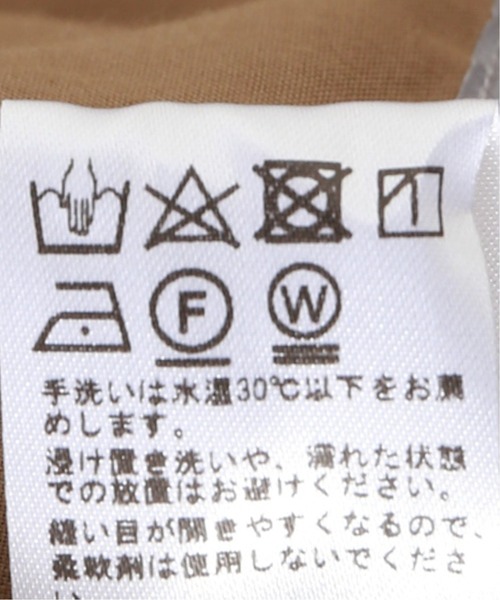 F W
手洗いは水温30℃以下をお薦
めします。
浸け置き洗いや、濡れた状態
での放置はお避けください。
縫い目が開きやすくなるので、
柔軟剤は使用しないでくださ
い。